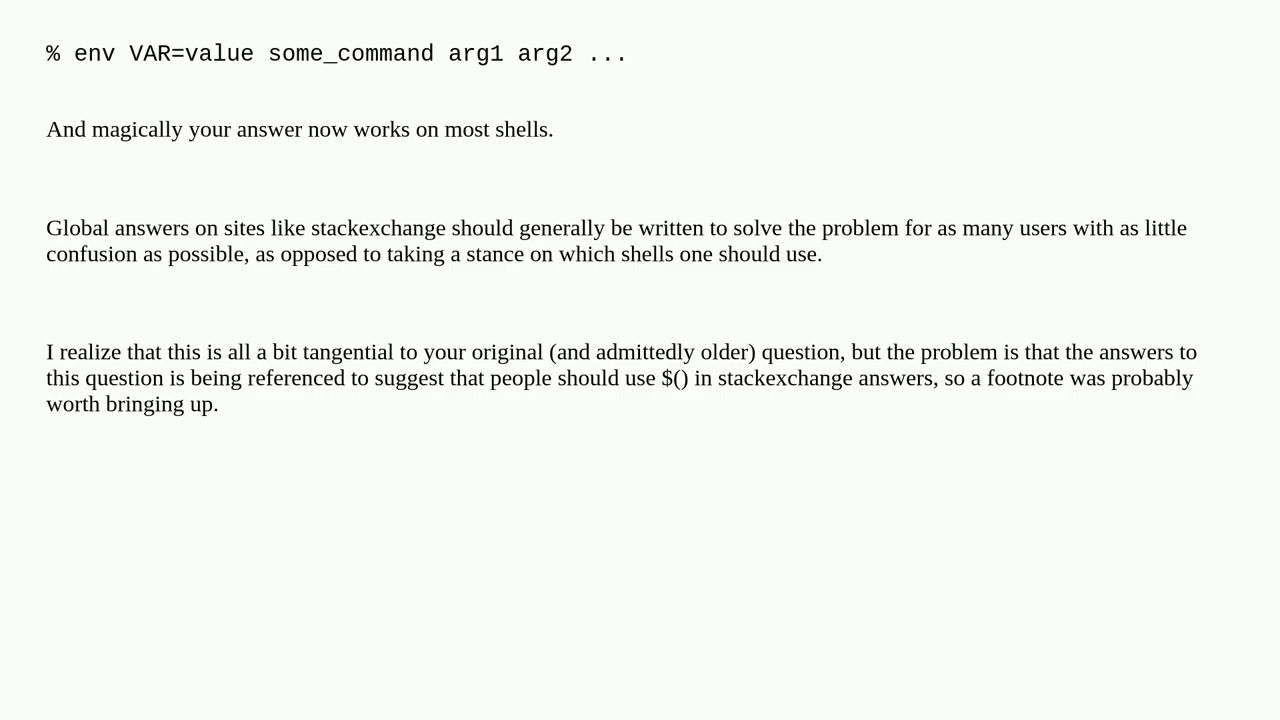 % env VAR=value some_command arg1 arg2 ...
And magically your answer now works on most shells.
Global answers on sites like stackexchange should generally be written to solve the problem for as many users with as little
confusion as possible, as opposed to taking a stance on which shells one should use.
I realize that this is all a bit tangential to your original (and admittedly older) question, but the problem is that the answers to
this question is being referenced to suggest that people should use $() in stackexchange answers, so a footnote was probably
worth bringing up.